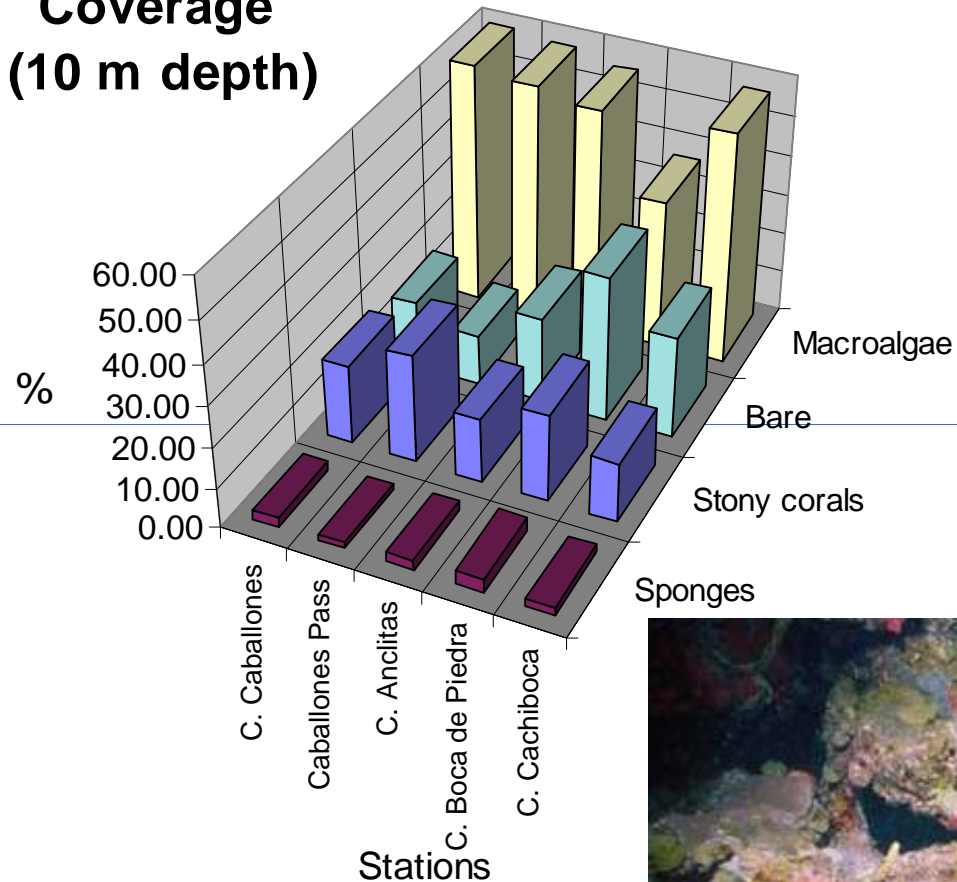 Coverage
(10 m depth)
60.00
50.00
40.00
30.00
20.00
10.00
0.00
%
Macroalgae
Bare
Stony corals
Sponges
C. Caballones
Caballones Pass
C. Anclitas
C. Boca de Piedra
C. Cachiboca
Stations